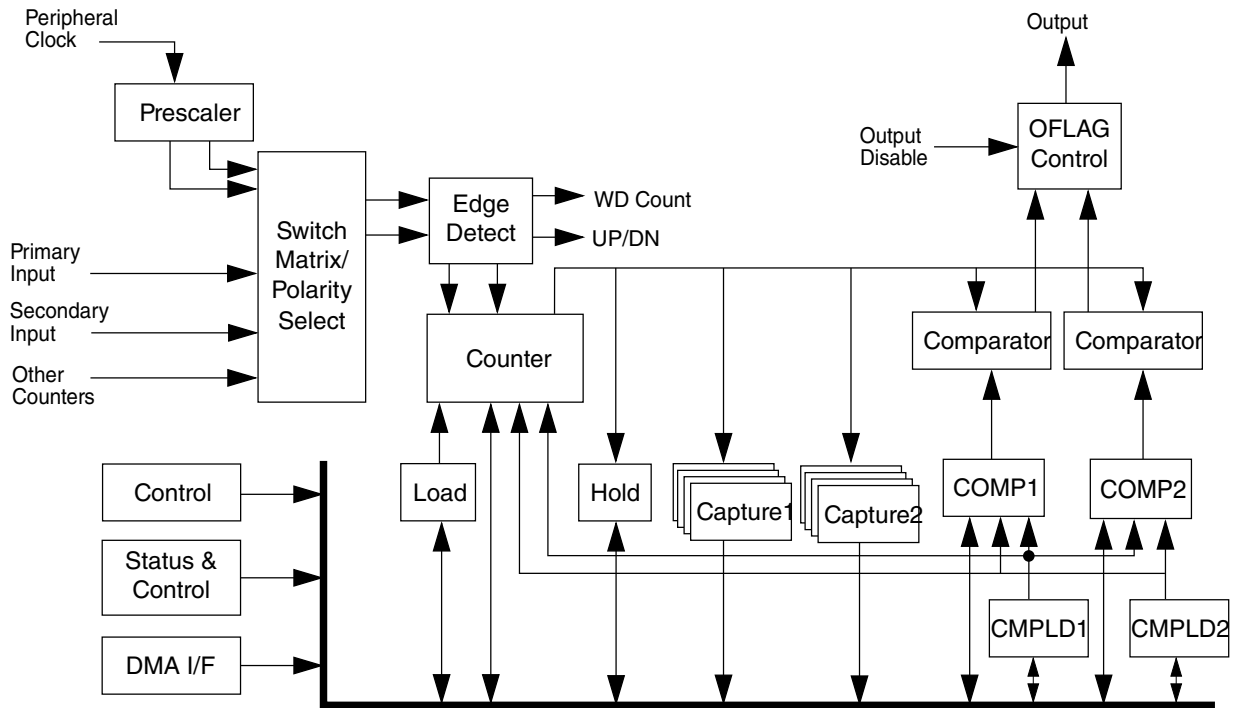 Peripheral
Clock
Output
Prescaler
Output
Disable
OFLAG
Control
Switch
Matrix/
Polarity
Select
Edge
Detect
WD Count
UP/DN
Primary
Input
Secondary
Input
Other
Counters
Counter
Comparator
Comparator
Control
Load
Hold
Capture1
Capture2
COMP1
COMP2
Status &
Control
DMA I/F
CMPLD1
CMPLD2